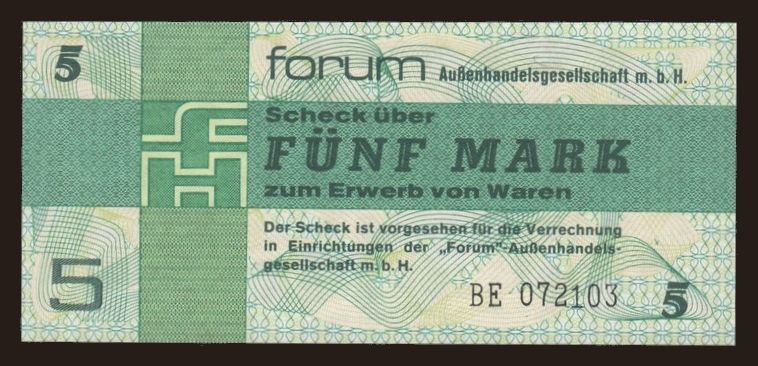 5
forum Außenhandelsgesellschaft m. b. H.
Scheck über
FÜNF MARK
zum Erwerb von Waren
Der Scheck ist vorgesehen für die Verrechnung
in Einrichtungen der „Forum"-Außenhandels-
gesellschaft m. b. H.
5
BE 072103
5